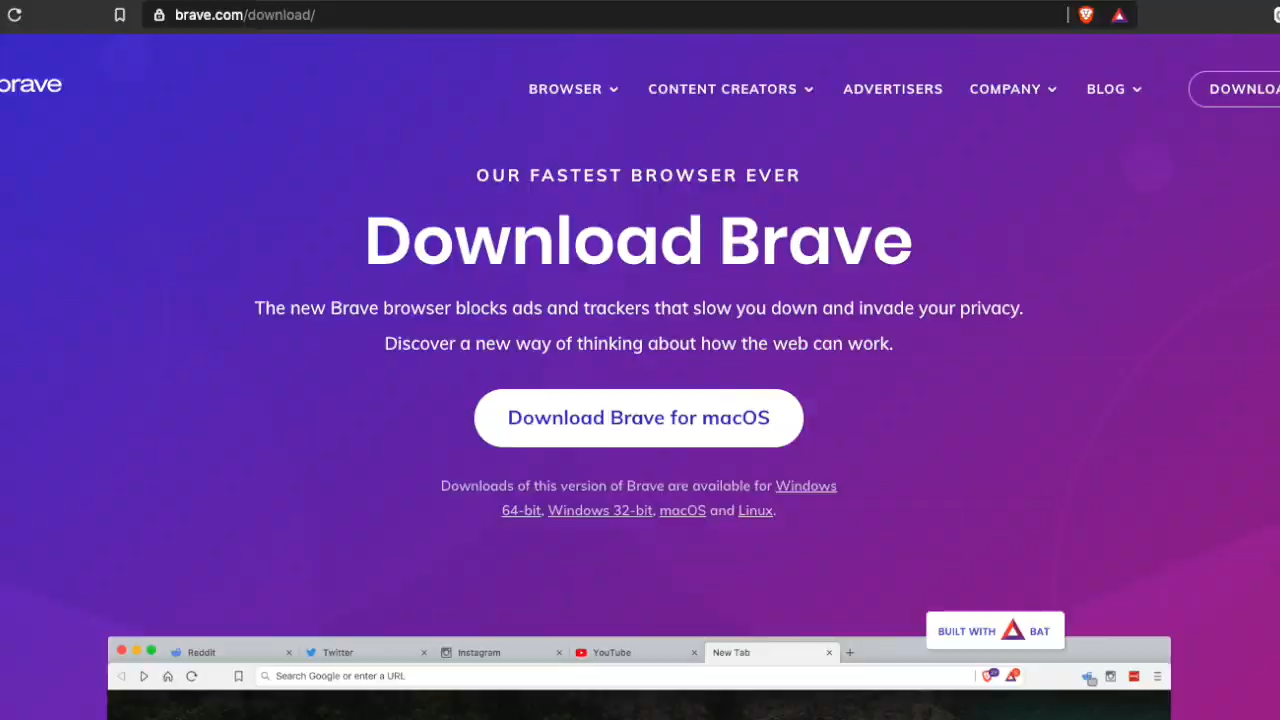 brave.com/download/
brave
BROWSER CONTENT CREATORS ADVERTISERS COMPANY BLOG
OUR FASTEST BROWSER EVER
Download Brave
The new Brave browser blocks ads and trackers that slow you down and invade your privacy.
Discover a new way of thinking about how the web can work.
Download Brave for macOS
Downloads of this version of Brave are available for Windows
64-bit, Windows 32-bit, macOS and Linux.
BUILT WITH BAT
Reddit Twitter Instagram YouTube New Tab
Search Google or enter a URL